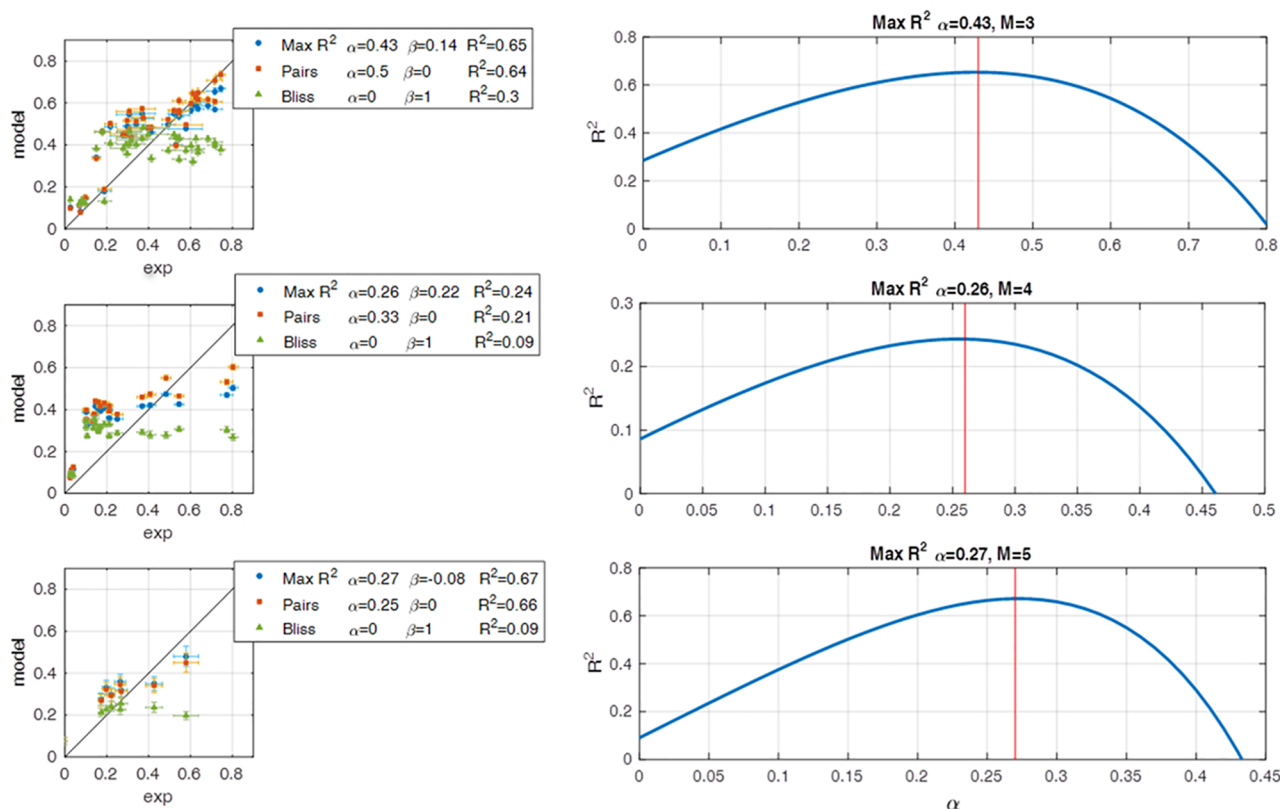 Max R² α=0.43 β=0.14 R²=0.65
Pairs α=0.5 β=0 R²=0.64
Bliss α=0 β=1 R²=0.3
0.8
0.6
0.4
0.2
0
model
0 0.2 0.4 0.6 0.8
exp
Max R² α=0.43, M=3
0.8
0.6
0.4
0.2
0
R²
0 0.1 0.2 0.3 0.4 0.5 0.6 0.7 0.8
Max R² α=0.26 β=0.22 R²=0.24
Pairs α=0.33 β=0 R²=0.21
Bliss α=0 β=1 R²=0.09
0.8
0.6
0.4
0.2
0
model
0 0.2 0.4 0.6 0.8
exp
Max R² α=0.26, M=4
0.3
0.2
0.1
0
R²
0 0.05 0.1 0.15 0.2 0.25 0.3 0.35 0.4 0.45 0.5
Max R² α=0.27 β=-0.08 R²=0.67
Pairs α=0.25 β=0 R²=0.66
Bliss α=0 β=1 R²=0.09
0.8
0.6
0.4
0.2
0
model
0 0.2 0.4 0.6 0.8
exp
Max R² α=0.27, M=5
0.8
0.6
0.4
0.2
0
R²
0 0.05 0.1 0.15 0.2 0.25 0.3 0.35 0.4 0.45
α